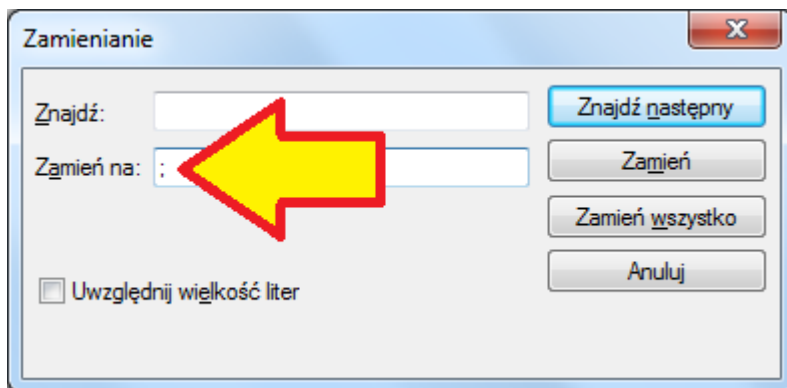 Zamienianie
Znajdź:
Znajdź następny
Zamień na: ;
Zamień
Zamień wszystko
Uwzględnij wielkość liter
Anuluj